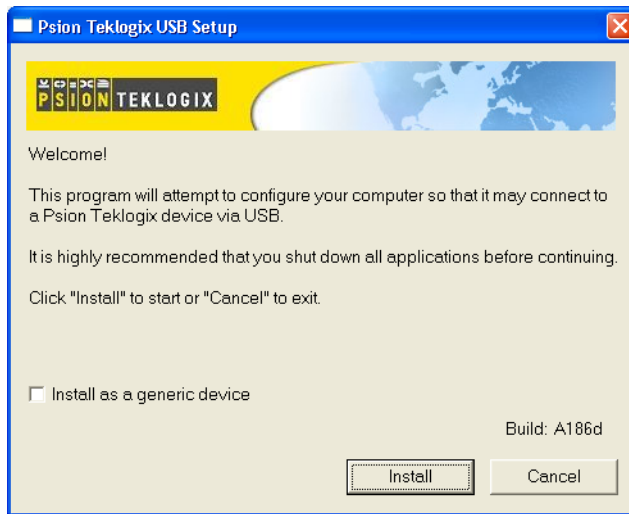 Psion Teklogix USB Setup
PSION TEKLOGIX
Welcome!
This program will attempt to configure your computer so that it may connect to
a Psion Teklogix device via USB.
It is highly recommended that you shut down all applications before continuing.
Click "Install" to start or "Cancel" to exit.
Install as a generic device
Build: A186d
Install
Cancel